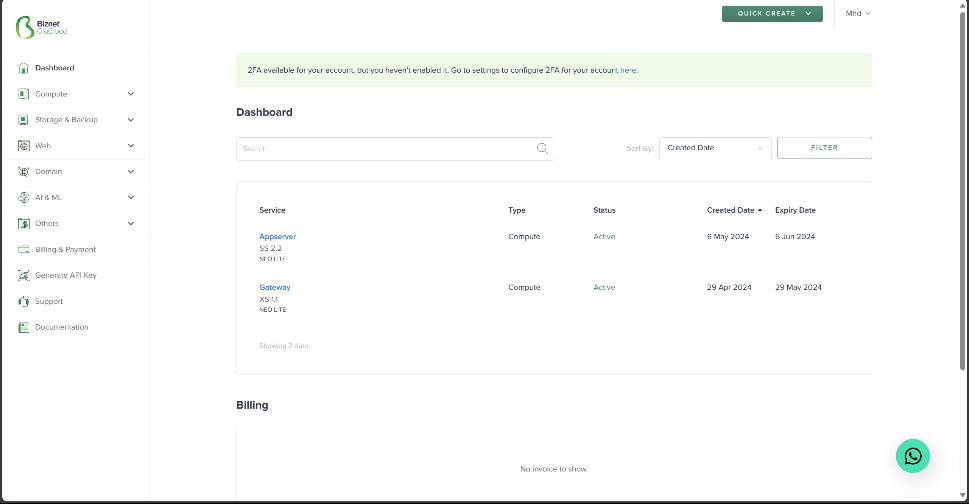 Biznet
GioCloud
QUICK CREATE
Mhd
Dashboard
Compute
Storage & Backup
Web
Domain
AI & ML
Others
Billing & Payment
Generate API Key
Support
Documentation
2FA available for your account, but you haven't enabled it. Go to settings to configure 2FA for your account here.
Dashboard
Search
Sort By:
Created Date
FILTER
Service Type Status Created Date Expiry Date
Appserver Compute Active 6 May 2024 6 Jun 2024
SS 2.2
NEO LITE
Gateway Compute Active 29 Apr 2024 29 May 2024
XS 1.1
NEO LITE
Showing 2 data
Billing
No invoice to show.